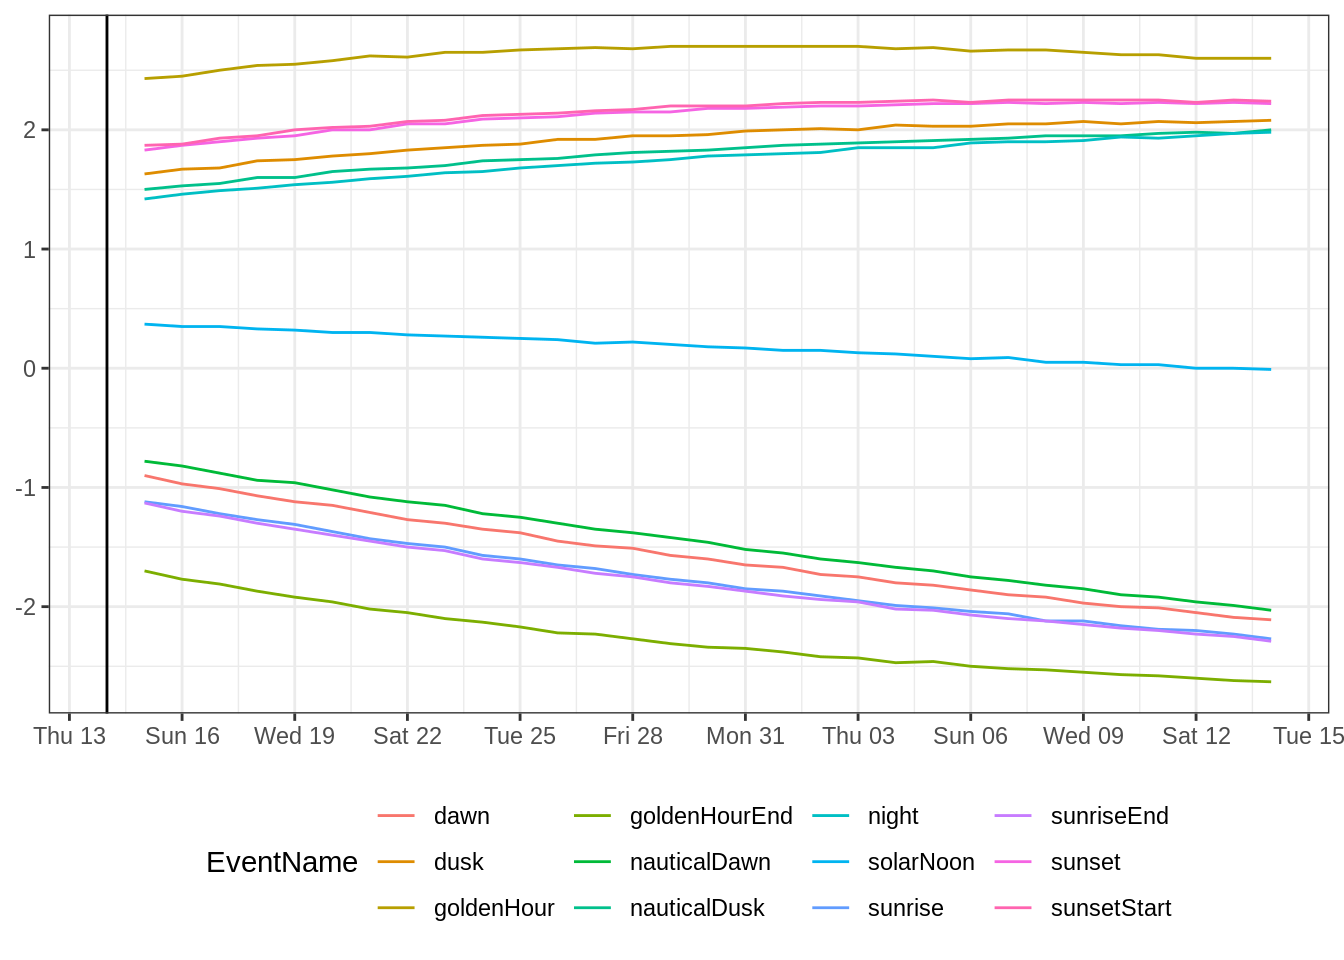 2
1
0
-1
-2
Thu 13 Sun 16 Wed 19 Sat 22 Tue 25 Fri 28 Mon 31 Thu 03 Sun 06 Wed 09 Sat 12 Tue 15
EventName
dawn goldenHourEnd night sunriseEnd
dusk nauticalDawn solarNoon sunset
goldenHour nauticalDusk sunrise sunsetStart